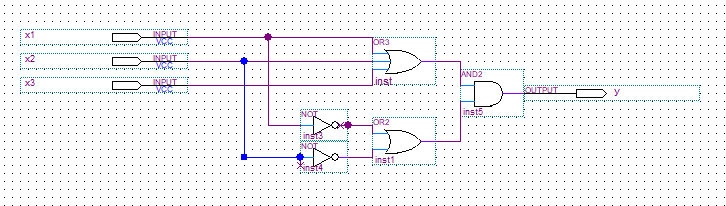 x1
INPUT
VCC
x2
INPUT
VCC
x3
INPUT
VCC
OR3
inst
AND2
inst5
OUTPUT
y
NOT
inst3
OR2
inst1
NOT
inst4